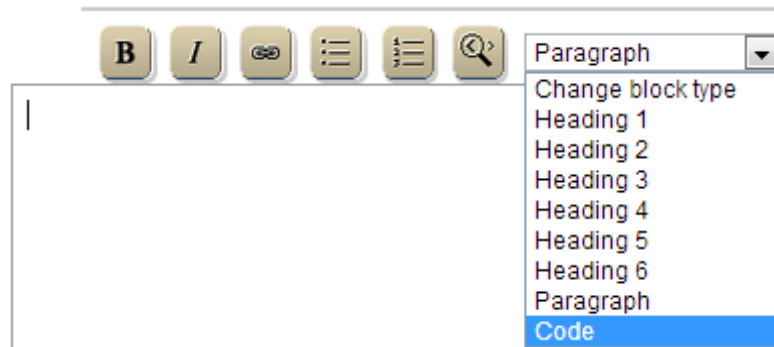 B I Paragraph
Change block type
Heading 1
Heading 2
Heading 3
Heading 4
Heading 5
Heading 6
Paragraph
Code